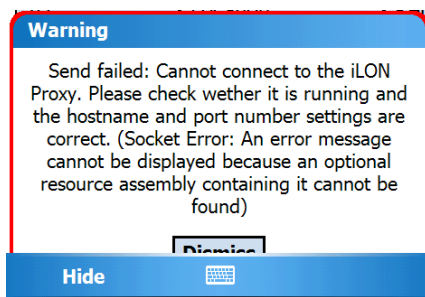 Warning
Send failed: Cannot connect to the iLON
Proxy. Please check wether it is running and
the hostname and port number settings are
correct. (Socket Error: An error message
cannot be displayed because an optional
resource assembly containing it cannot be
found)
Dismiss
Hide